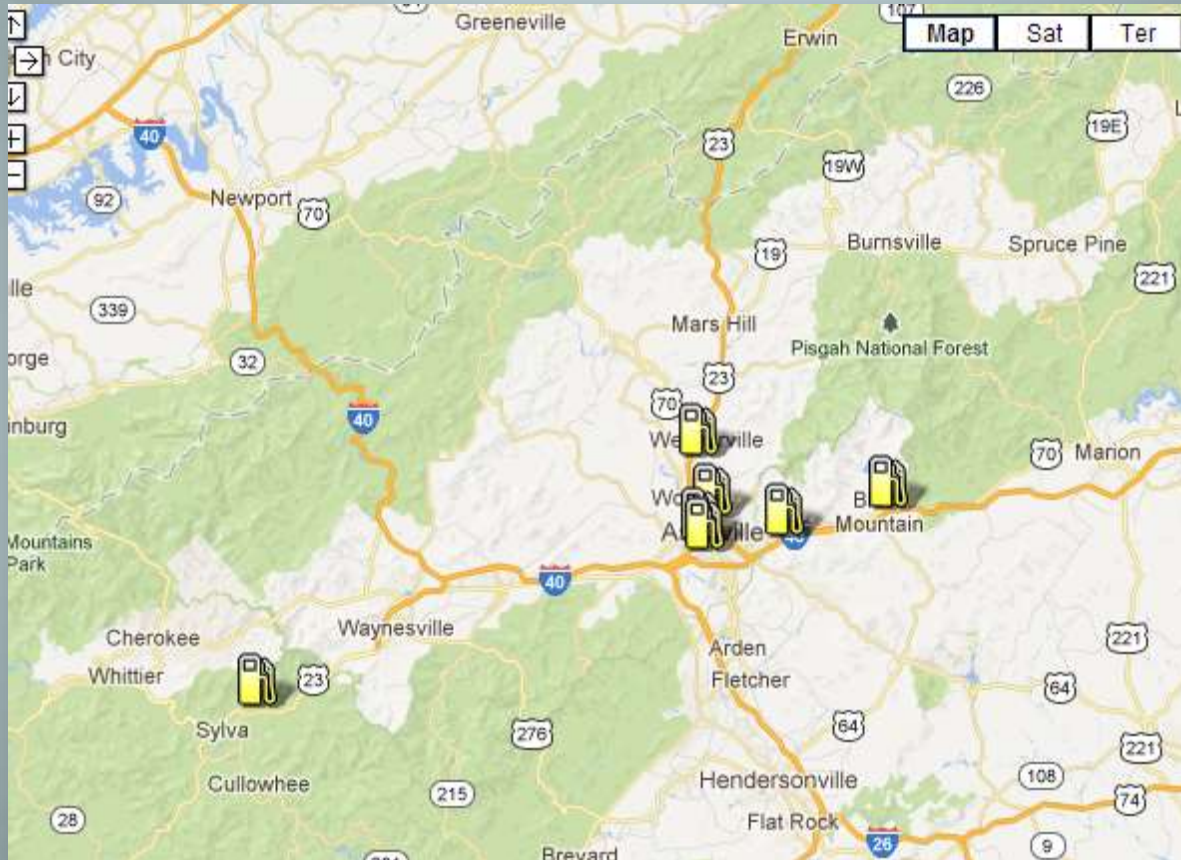 Greeneville
107
Erwin
Map Sat Ter
City
226
40
23
19E
19W
92
Newport
70
Burnsville
Spruce Pine
19
221
339
Mars Hill
Pisgah National Forest
32
23
70
40
70
Marion
Mountain
Mountains
Park
40
Cherokee
Waynesville
221
Whittier
23
Arden
Fletcher
64
Sylva
276
64
221
Cullowhee
215
Hendersonville
108
74
28
Flat Rock
26
9
Brevard